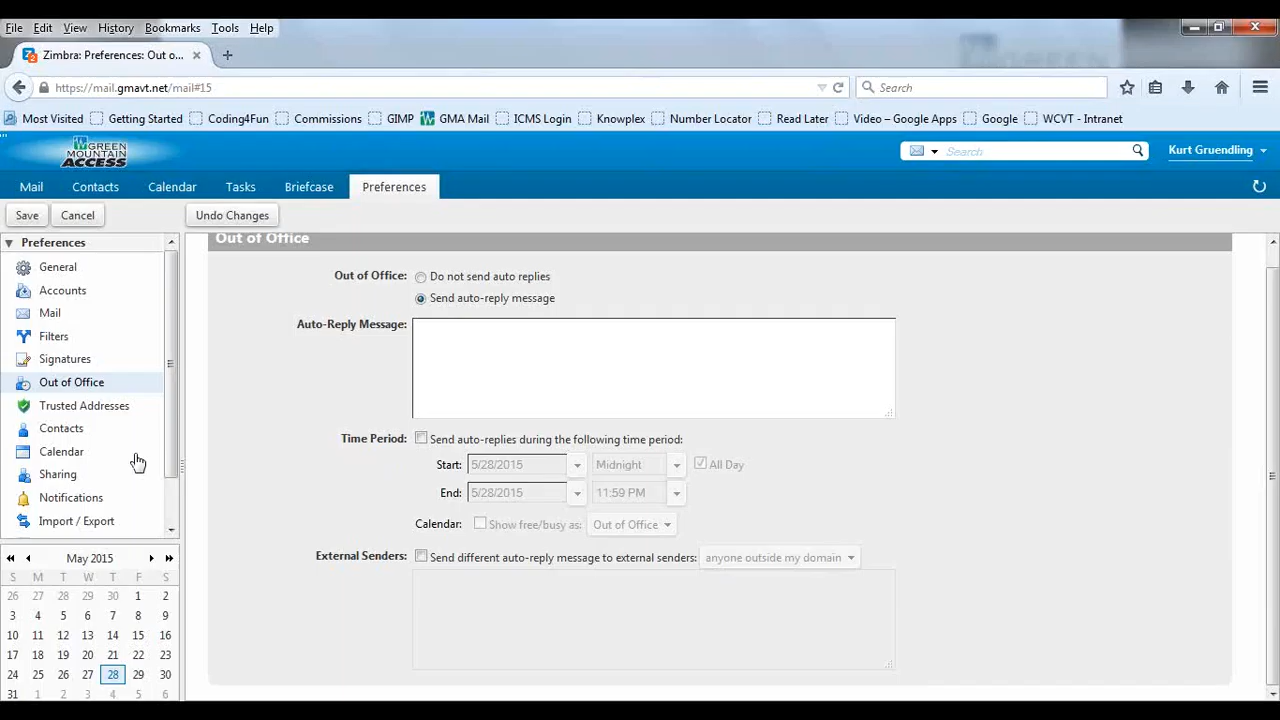 File Edit View History Bookmarks Tools Help
Zimbra: Preferences: Out o...
https://mail.gmavt.net/mail#15 Search
Most Visited Getting Started Coding4Fun Commissions GIMP GMA Mail ICMS Login Knowplex Number Locator Read Later Video – Google Apps Google WCVT - Intranet
GREEN MOUNTAIN
ACCESS
Search Kurt Gruendling
Mail Contacts Calendar Tasks Briefcase Preferences
Save Cancel Undo Changes
Preferences
General
Accounts
Mail
Filters
Signatures
Out of Office
Trusted Addresses
Contacts
Calendar
Sharing
Notifications
Import / Export
May 2015
S M T W T F S
26 27 28 29 30 1 2
3 4 5 6 7 8 9
10 11 12 13 14 15 16
17 18 19 20 21 22 23
24 25 26 27 28 29 30
31 1 2 3 4 5 6
Out of Office
Out of Office: Do not send auto replies
Send auto-reply message
Auto-Reply Message:
Time Period: Send auto-replies during the following time period:
Start: 5/28/2015 Midnight All Day
End: 5/28/2015 11:59 PM
Calendar: Show free/busy as: Out of Office
External Senders: Send different auto-reply message to external senders: anyone outside my domain